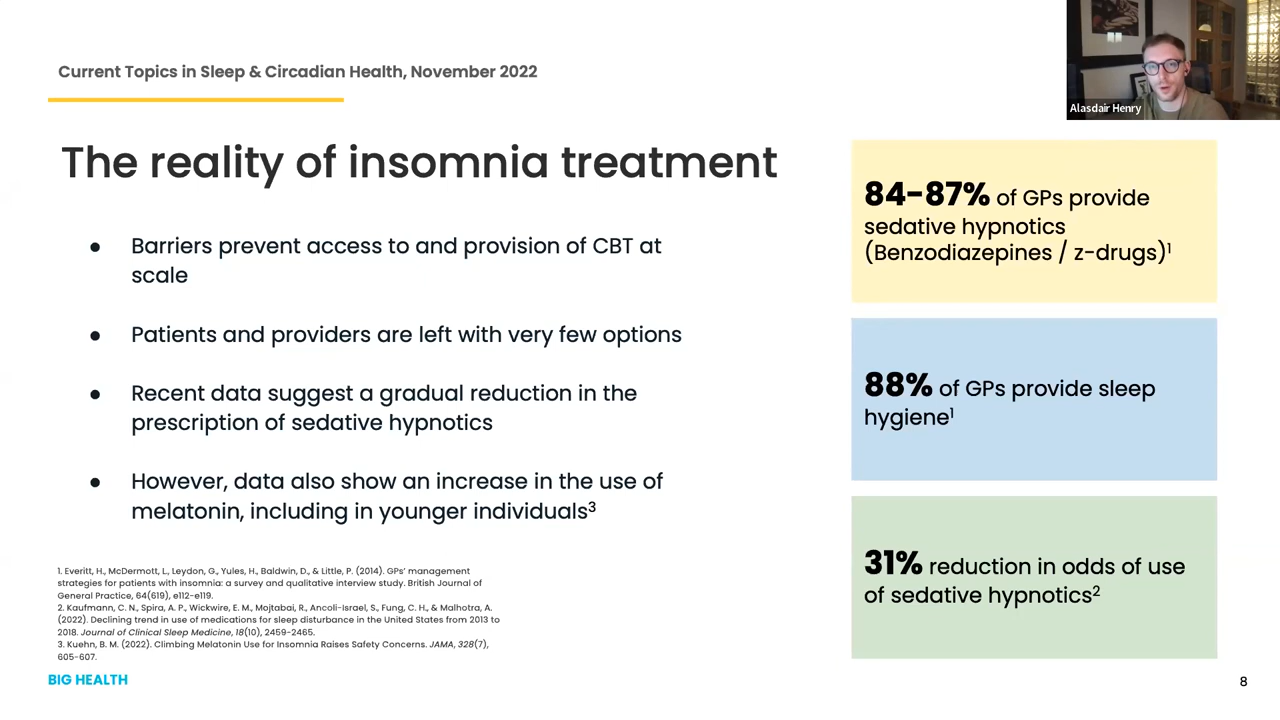 Current Topics in Sleep & Circadian Health, November 2022
Alasdair Henry
The reality of insomnia treatment
● Barriers prevent access to and provision of CBT at
scale
● Patients and providers are left with very few options
● Recent data suggest a gradual reduction in the
prescription of sedative hypnotics
● However, data also show an increase in the use of
melatonin, including in younger individuals³
84-87% of GPs provide
sedative hypnotics
(Benzodiazepines / z-drugs)¹
88% of GPs provide sleep
hygiene¹
31% reduction in odds of use
of sedative hypnotics²
1. Everitt, H., McDermott, L., Leydon, G., Yules, H., Baldwin, D., & Little, P. (2014). GPs' management
strategies for patients with insomnia: a survey and qualitative interview study. British Journal of
General Practice, 64(619), e112-e119.
2. Kaufmann, C. N., Spira, A. P., Wickwire, E. M., Mojtabai, R., Ancoli-Israel, S., Fung, C. H., & Malhotra, A.
(2022). Declining trend in use of medications for sleep disturbance in the United States from 2013 to
2018. Journal of Clinical Sleep Medicine, 18(10), 2459-2465.
3. Kuehn, B. M. (2022). Climbing Melatonin Use for Insomnia Raises Safety Concerns. JAMA, 328(7),
605-607.
BIG HEALTH
8